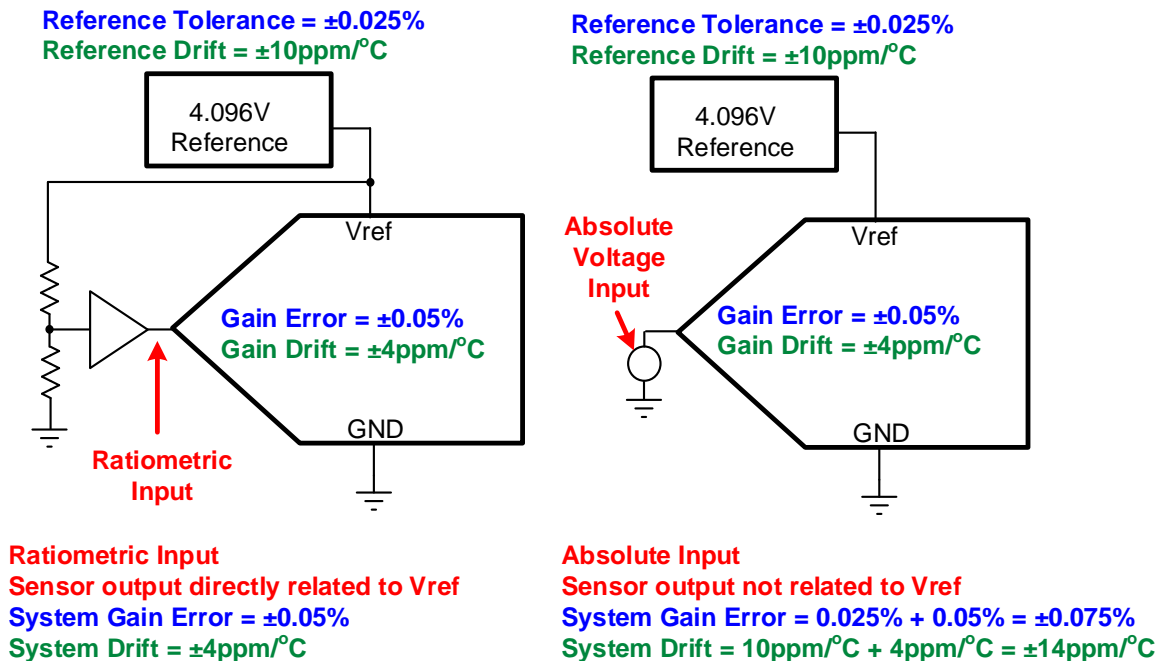 Reference Tolerance = ±0.025%
Reference Drift = ±10ppm/°C
4.096V
Reference
Vref
Gain Error = ±0.05%
Gain Drift = ±4ppm/°C
GND
Ratiometric
Input
Ratiometric Input
Sensor output directly related to Vref
System Gain Error = ±0.05%
System Drift = ±4ppm/°C
Reference Tolerance = ±0.025%
Reference Drift = ±10ppm/°C
4.096V
Reference
Absolute
Voltage
Input
Vref
Gain Error = ±0.05%
Gain Drift = ±4ppm/°C
GND
Absolute Input
Sensor output not related to Vref
System Gain Error = 0.025% + 0.05% = ±0.075%
System Drift = 10ppm/°C + 4ppm/°C = ±14ppm/°C